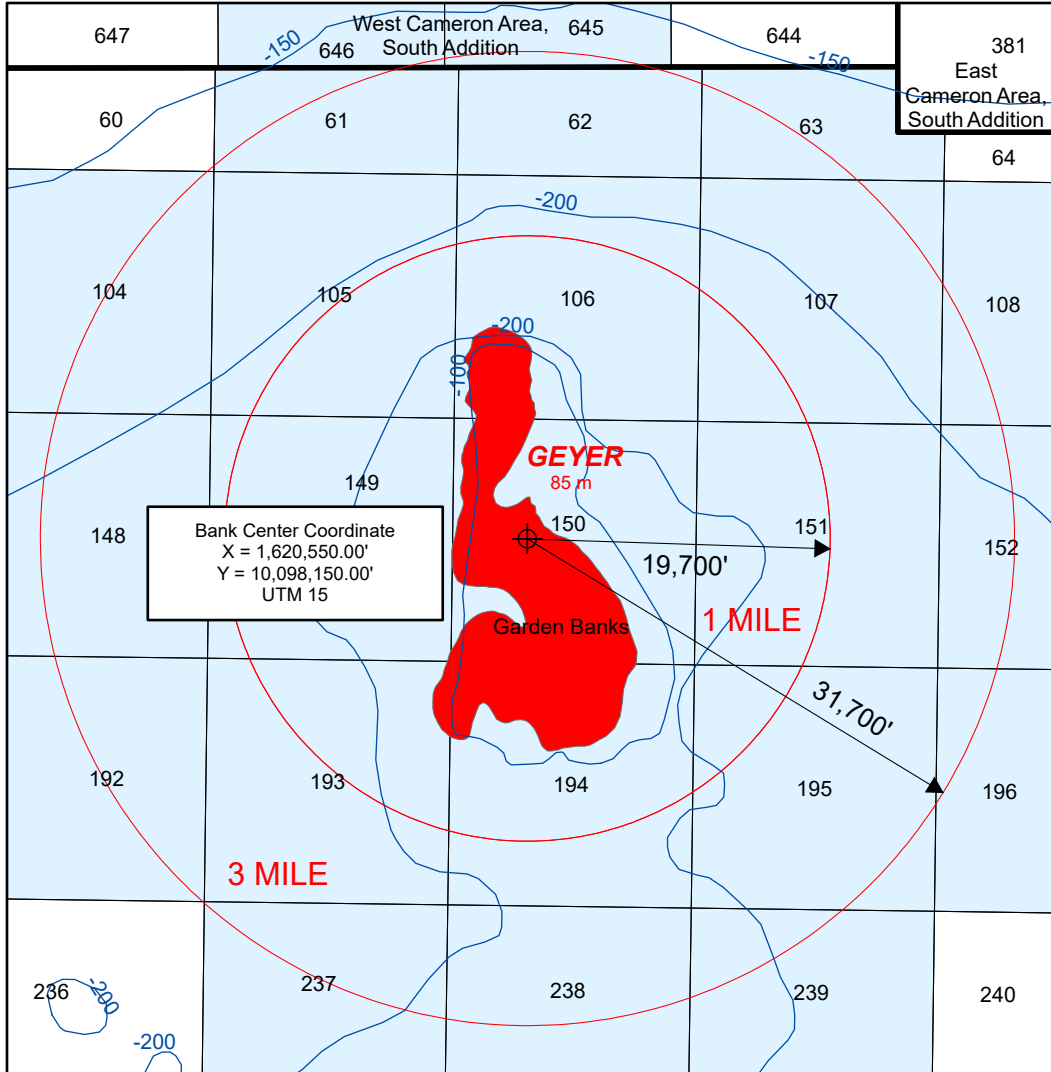 647
646
West Cameron Area,
South Addition
645
644
381
East
Cameron Area,
South Addition
-150
-150
60
61
62
63
64
-200
104
105
106
107
108
-200
-100
GEYER
85 m
149
148
Bank Center Coordinate
X = 1,620,550.00'
Y = 10,098,150.00'
UTM 15
150
151
152
19,700'
1 MILE
Garden Banks
31,700'
192
193
194
195
196
3 MILE
236
-200
237
238
239
240
-200